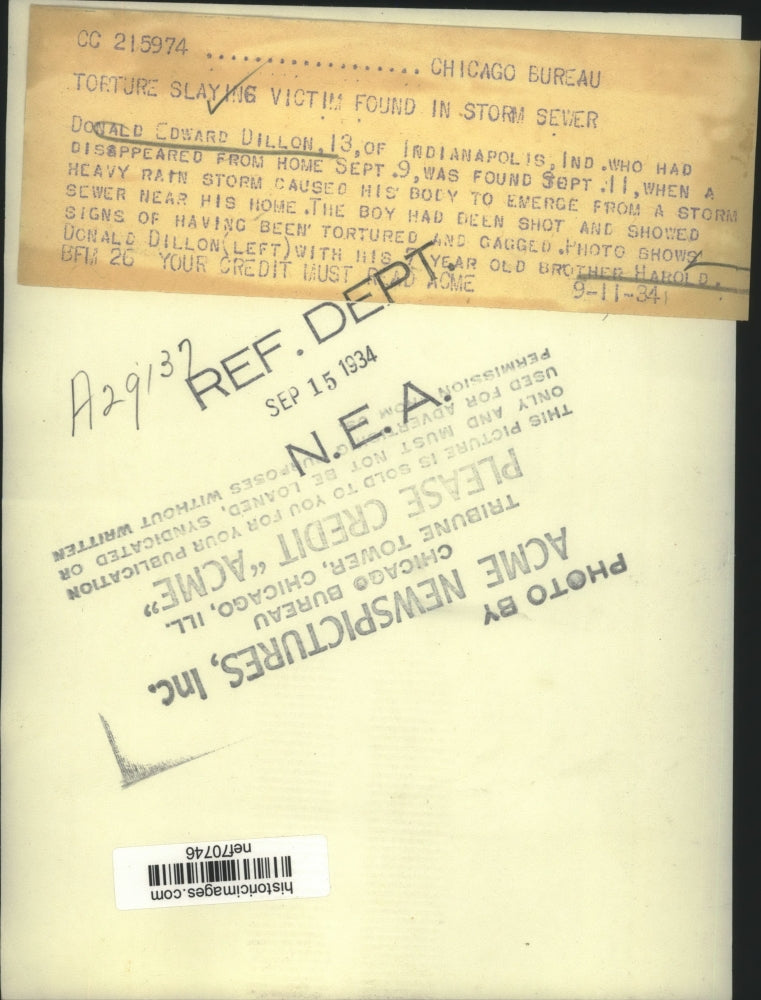 CC 215974 .................. CHICAGO BUREAU
TORTURE SLAYING VICTIM FOUND IN STORM SEWER
DONALD EDWARD DILLON, 13, OF INDIANAPOLIS, IND. WHO HAD
DISAPPEARED FROM HOME SEPT. 9, WAS FOUND SEPT. 11, WHEN A
HEAVY RAIN STORM CAUSED HIS BODY TO EMERGE FROM A STORM
SEWER NEAR HIS HOME. THE BOY HAD BEEN SHOT AND SHOWED
SIGNS OF HAVING BEEN TORTURED AND GAGGED. PHOTO SHOWS
DONALD DILLON (LEFT) WITH HIS YEAR OLD BROTHER HAROLD.
BFM 26 YOUR CREDIT MUST READ ACME 9-11-34
A29137
REF. DEPT.
SEP 15 1934
N.E.A.
PHOTO BY
ACME NEWSPICTURES, Inc.
CHICAGO BUREAU
TRIBUNE TOWER, CHICAGO, ILL.
PLEASE CREDIT "ACME"
THIS PICTURE IS SOLD TO YOU FOR YOUR PUBLICATION
ONLY AND MUST NOT BE LOANED, SYNDICATED OR
USED FOR ADVERTISING PURPOSES WITHOUT WRITTEN
PERMISSION FROM US
historicimages.com
nef70746